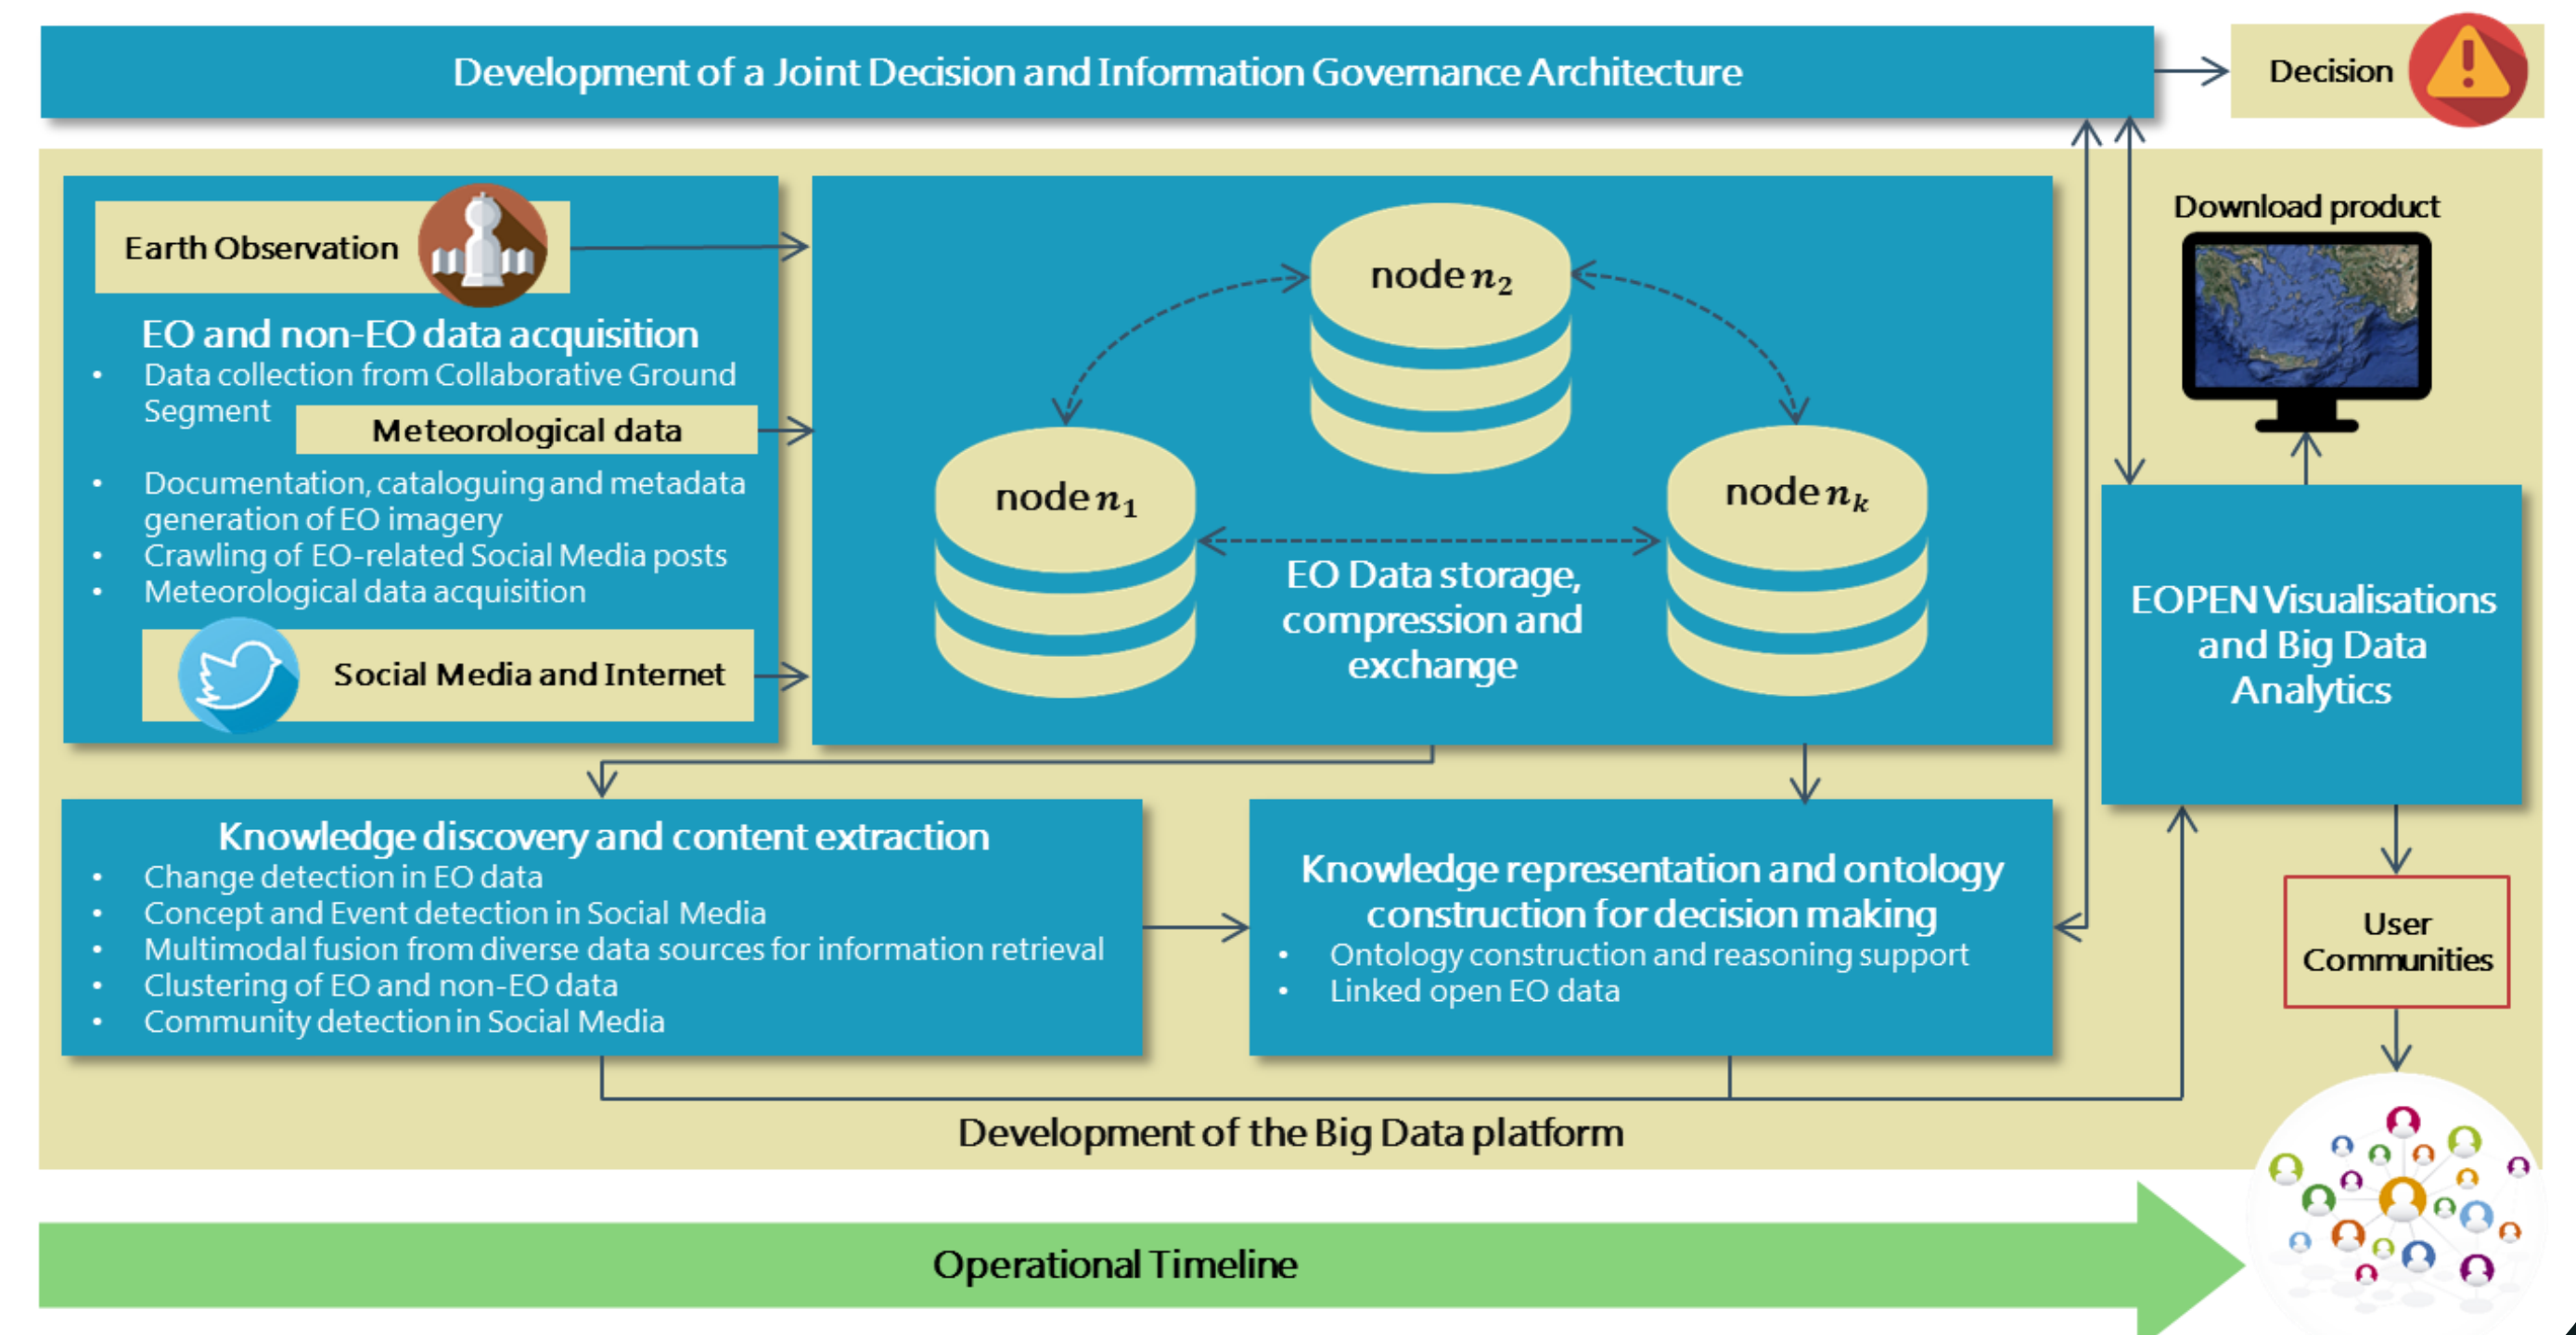 Development of a Joint Decision and Information Governance Architecture
Decision
Earth Observation
EO and non-EO data acquisition
• Data collection from Collaborative Ground
Segment
Meteorological data
• Documentation, cataloguing and metadata
generation of EO imagery
• Crawling of EO-related Social Media posts
• Meteorological data acquisition
Social Media and Internet
node n₂
node n₁
node nₖ
EO Data storage,
compression and
exchange
Download product
EOPEN Visualisations
and Big Data
Analytics
Knowledge discovery and content extraction
• Change detection in EO data
• Concept and Event detection in Social Media
• Multimodal fusion from diverse data sources for information retrieval
• Clustering of EO and non-EO data
• Community detection in Social Media
Knowledge representation and ontology
construction for decision making
• Ontology construction and reasoning support
• Linked open EO data
User
Communities
Development of the Big Data platform
Operational Timeline